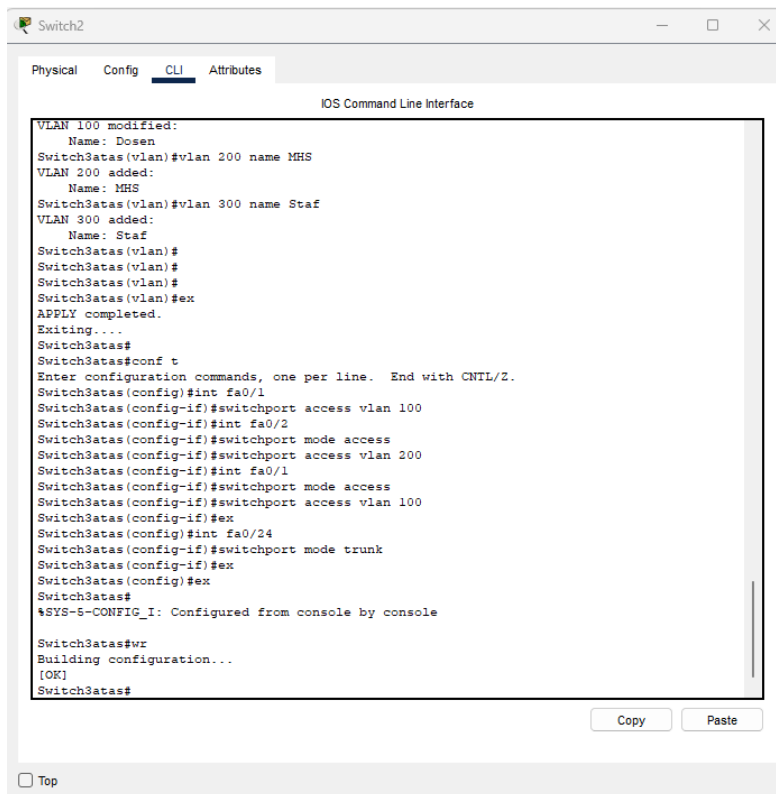 Switch2
Physical Config CLI Attributes
IOS Command Line Interface
VLAN 100 modified:
Name: Dosen
Switch3atas(vlan)#vlan 200 name MHS
VLAN 200 added:
Name: MHS
Switch3atas(vlan)#vlan 300 name Staf
VLAN 300 added:
Name: Staf
Switch3atas(vlan)#
Switch3atas(vlan)#
Switch3atas(vlan)#
Switch3atas(vlan)#ex
APPLY completed.
Exiting....
Switch3atas#
Switch3atas#conf t
Enter configuration commands, one per line. End with CNTL/Z.
Switch3atas(config)#int fa0/1
Switch3atas(config-if)#switchport access vlan 100
Switch3atas(config-if)#int fa0/2
Switch3atas(config-if)#switchport mode access
Switch3atas(config-if)#switchport access vlan 200
Switch3atas(config-if)#int fa0/1
Switch3atas(config-if)#switchport mode access
Switch3atas(config-if)#switchport access vlan 100
Switch3atas(config-if)#ex
Switch3atas(config)#int fa0/24
Switch3atas(config-if)#switchport mode trunk
Switch3atas(config-if)#ex
Switch3atas(config)#ex
Switch3atas#
%SYS-5-CONFIG_I: Configured from console by console
Switch3atas#wr
Building configuration...
[OK]
Switch3atas#
Copy Paste
Top